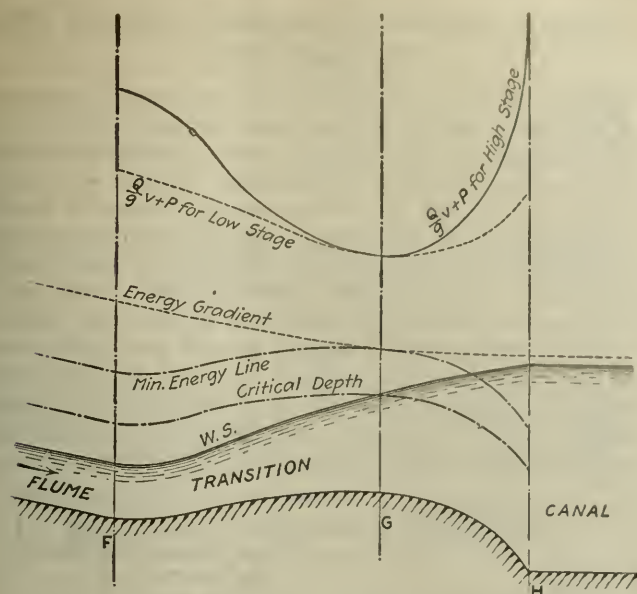 Q/g v+P for High Stage
Q/g v+P for Low Stage
Energy Gradient
Min. Energy Line
Critical Depth
W.S.
FLUME
TRANSITION
CANAL
F
G
H